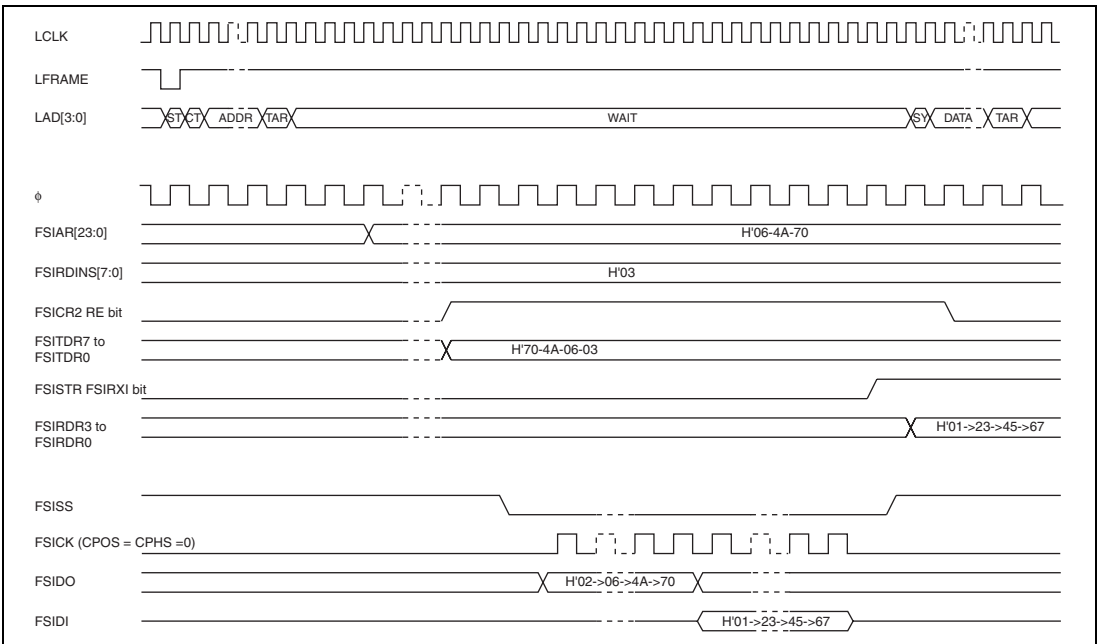 LCLK
LFRAME
LAD[3:0]
ST CT ADDR TAR WAIT SY DATA TAR
φ
FSIAR[23:0]
H'06-4A-70
FSIRDINS[7:0]
H'03
FSICR2 RE bit
FSITDR7 to
FSITDR0
H'70-4A-06-03
FSISTR FSIRXI bit
FSIRDR3 to
FSIRDR0
H'01->23->45->67
FSISS
FSICK (CPOS = CPHS =0)
FSIDO
H'02->06->4A->70
FSIDI
H'01->23->45->67